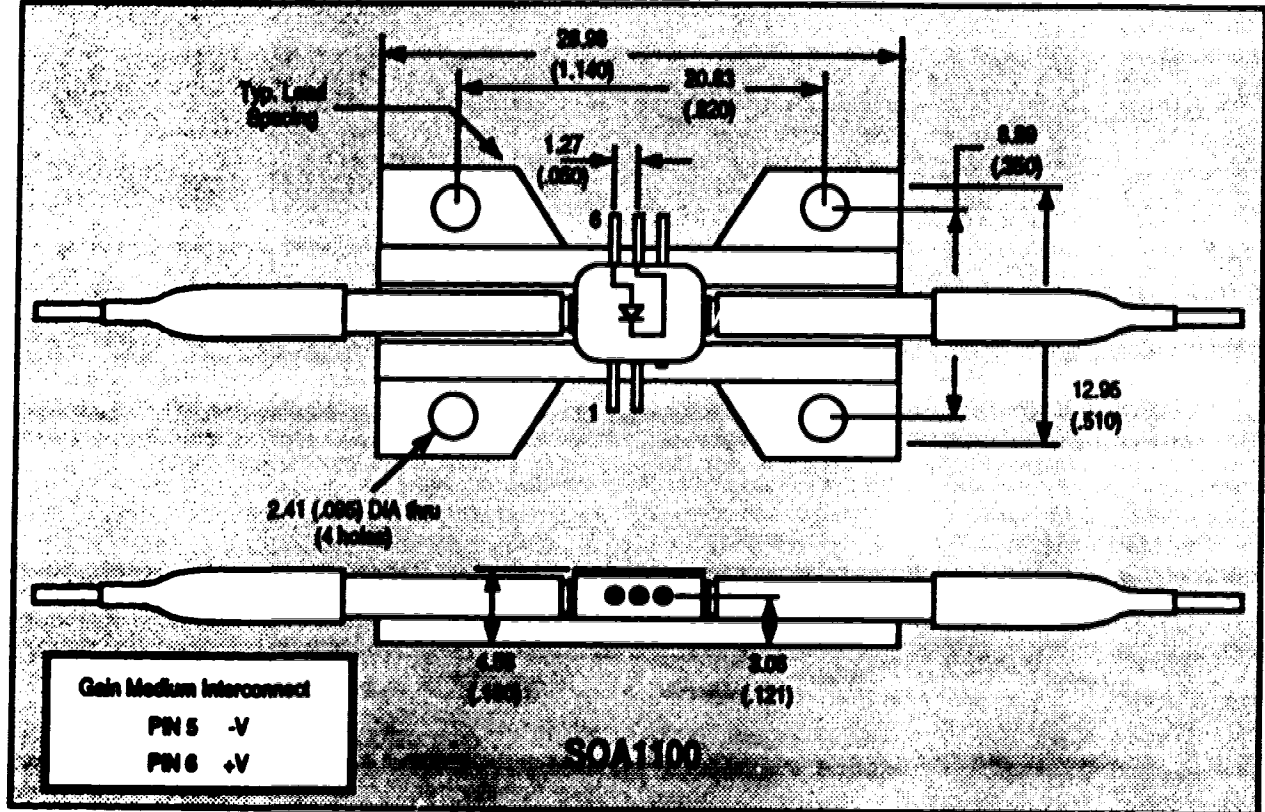 28.96
(1.140)
20.83
(.820)
Typ. Lead
Spacing
1.27
(.050)
8.89
(.350)
6
12.95
(.510)
1
2.41 (.095) DIA thru
(4 holes)
(.121)
Gain Medium Interconnect
PIN 5 -V
PIN 6 +V
SOA1100